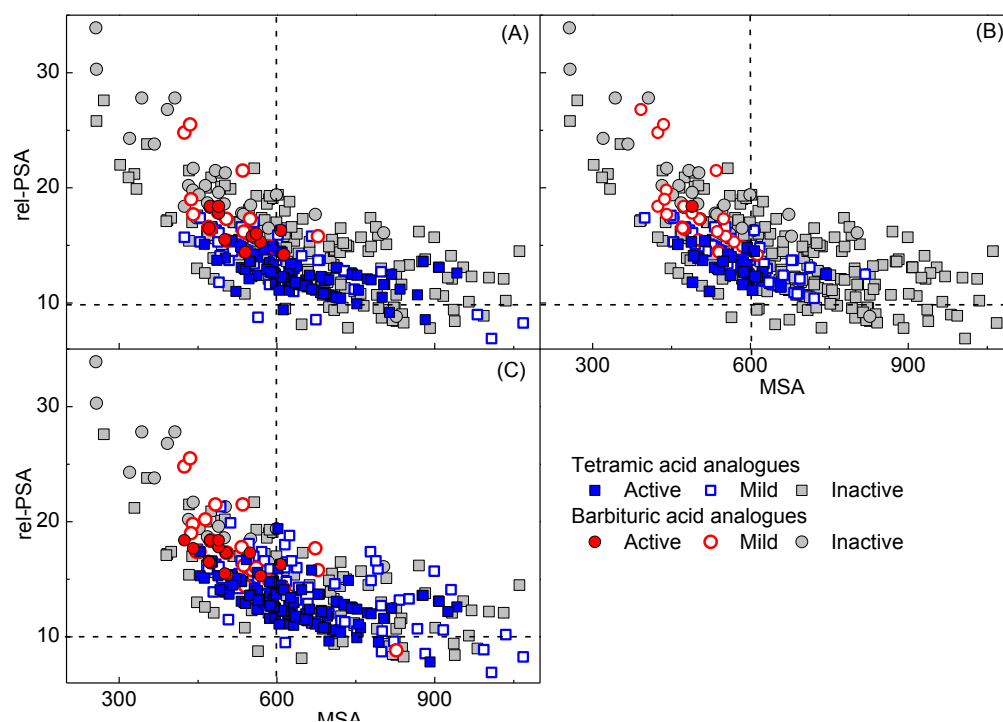 (A)
(B)
30
20
10
rel-PSA
300 600 900
MSA
(C)
30
20
10
rel-PSA
300 600 900
MSA
Tetramic acid analogues
Active Mild Inactive
Barbituric acid analogues
Active Mild Inactive